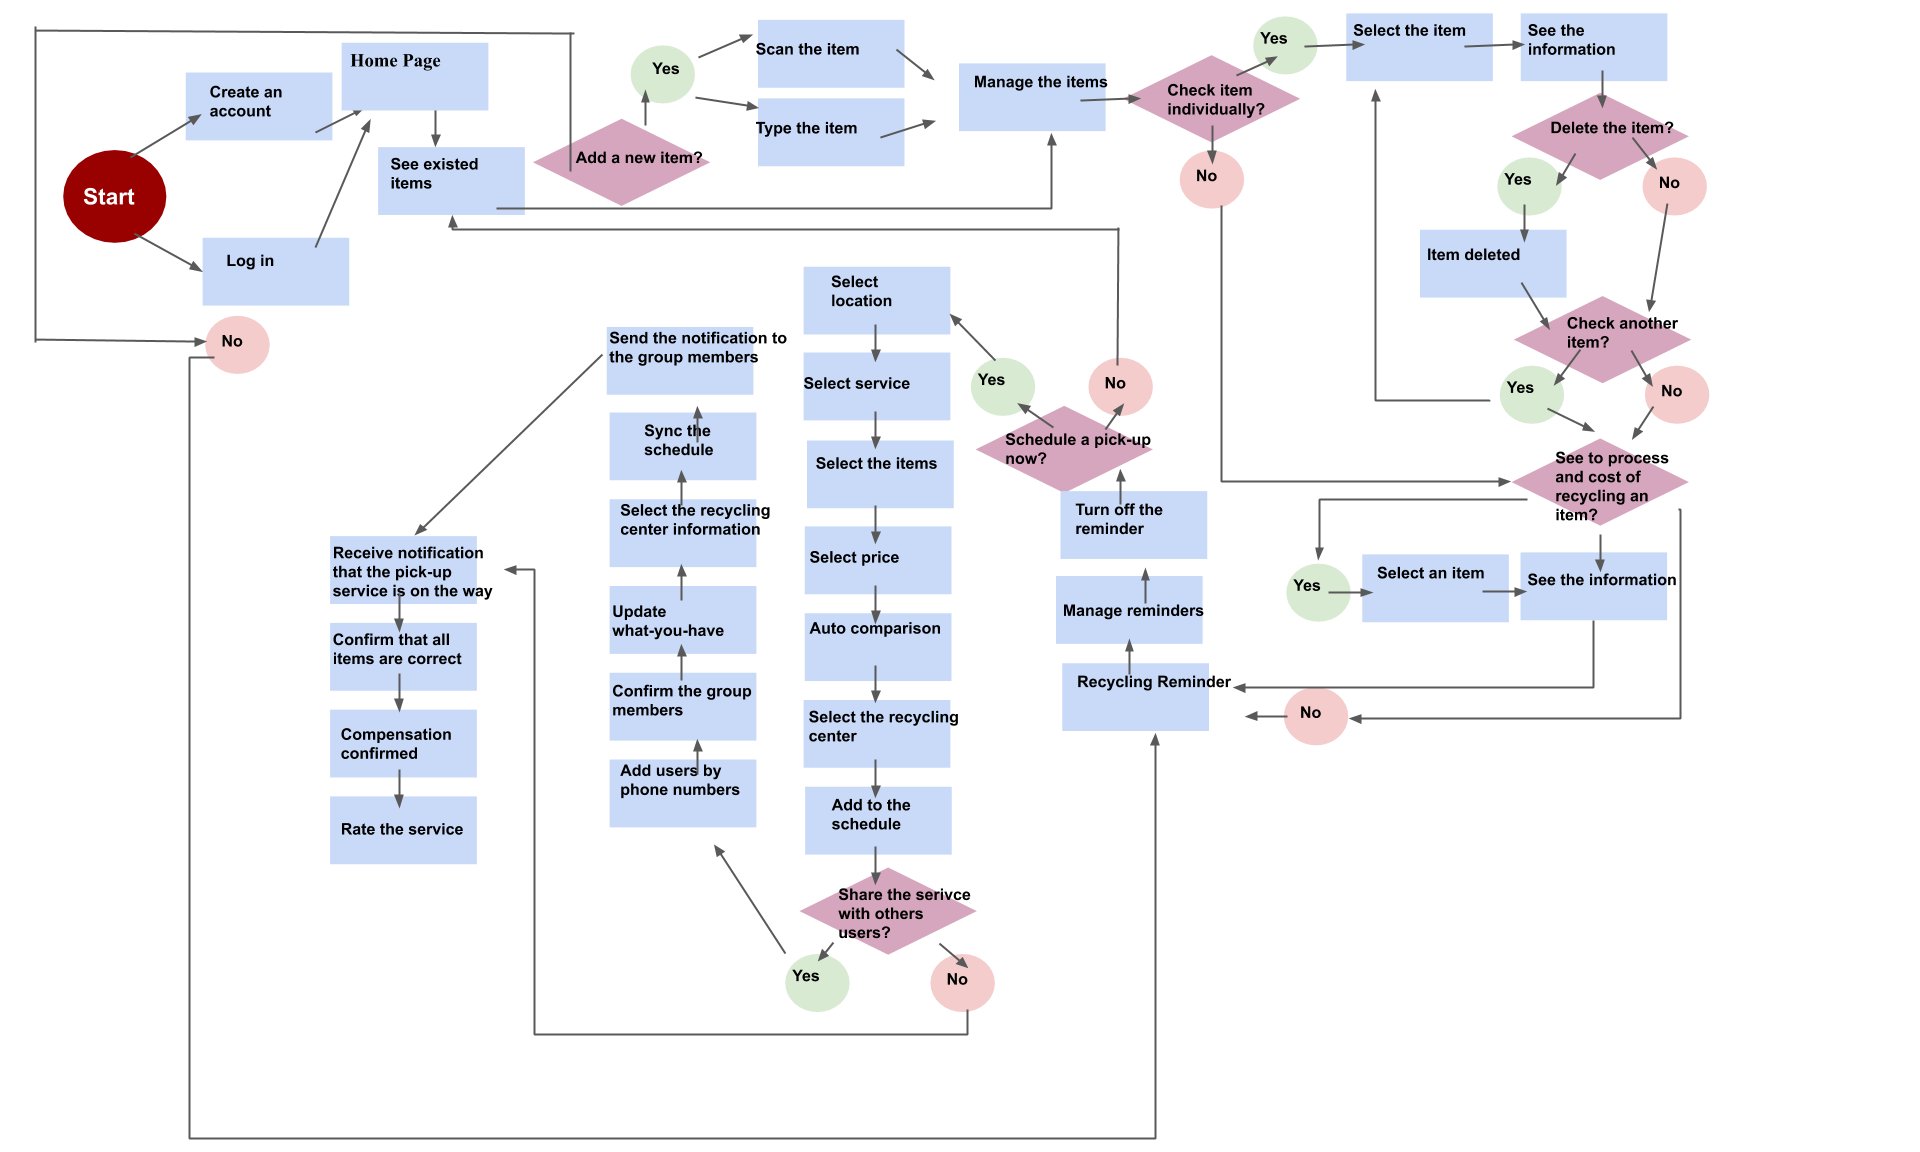 Start
Create an
account
Log in
Home Page
See existed
items
No
Add a new item?
Yes
Scan the item
Type the item
Manage the items
Check item
individually?
Yes
No
Select the item
See the
information
Delete the item?
Yes
No
Item deleted
Check another
item?
Yes
No
See to process
and cost of
recycling an
item?
Yes
Select an item
See the information
No
Recycling Reminder
Manage reminders
Turn off the
reminder
Schedule a pick-up
now?
Yes
No
Select
location
Select service
Select the items
Select price
Auto comparison
Select the recycling
center
Add to the
schedule
Share the serivce
with others
users?
Yes
No
Add users by
phone numbers
Confirm the group
members
Update
what-you-have
Select the recycling
center information
Sync the
schedule
Send the notification to
the group members
Receive notification
that the pick-up
service is on the way
Confirm that all
items are correct
Compensation
confirmed
Rate the service